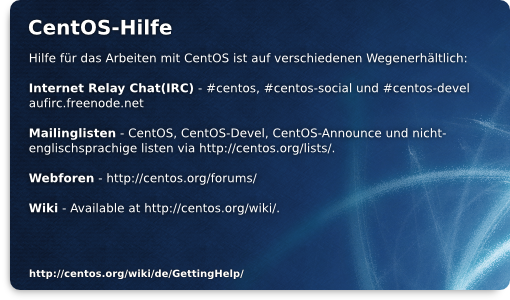 CentOS-Hilfe
Hilfe für das Arbeiten mit CentOS ist auf verschiedenen Wegenerhältlich:
Internet Relay Chat(IRC) - #centos, #centos-social und #centos-devel
aufirc.freenode.net
Mailinglisten - CentOS, CentOS-Devel, CentOS-Announce und nicht-
englischsprachige listen via http://centos.org/lists/.
Webforen - http://centos.org/forums/
Wiki - Available at http://centos.org/wiki/.
http://centos.org/wiki/de/GettingHelp/